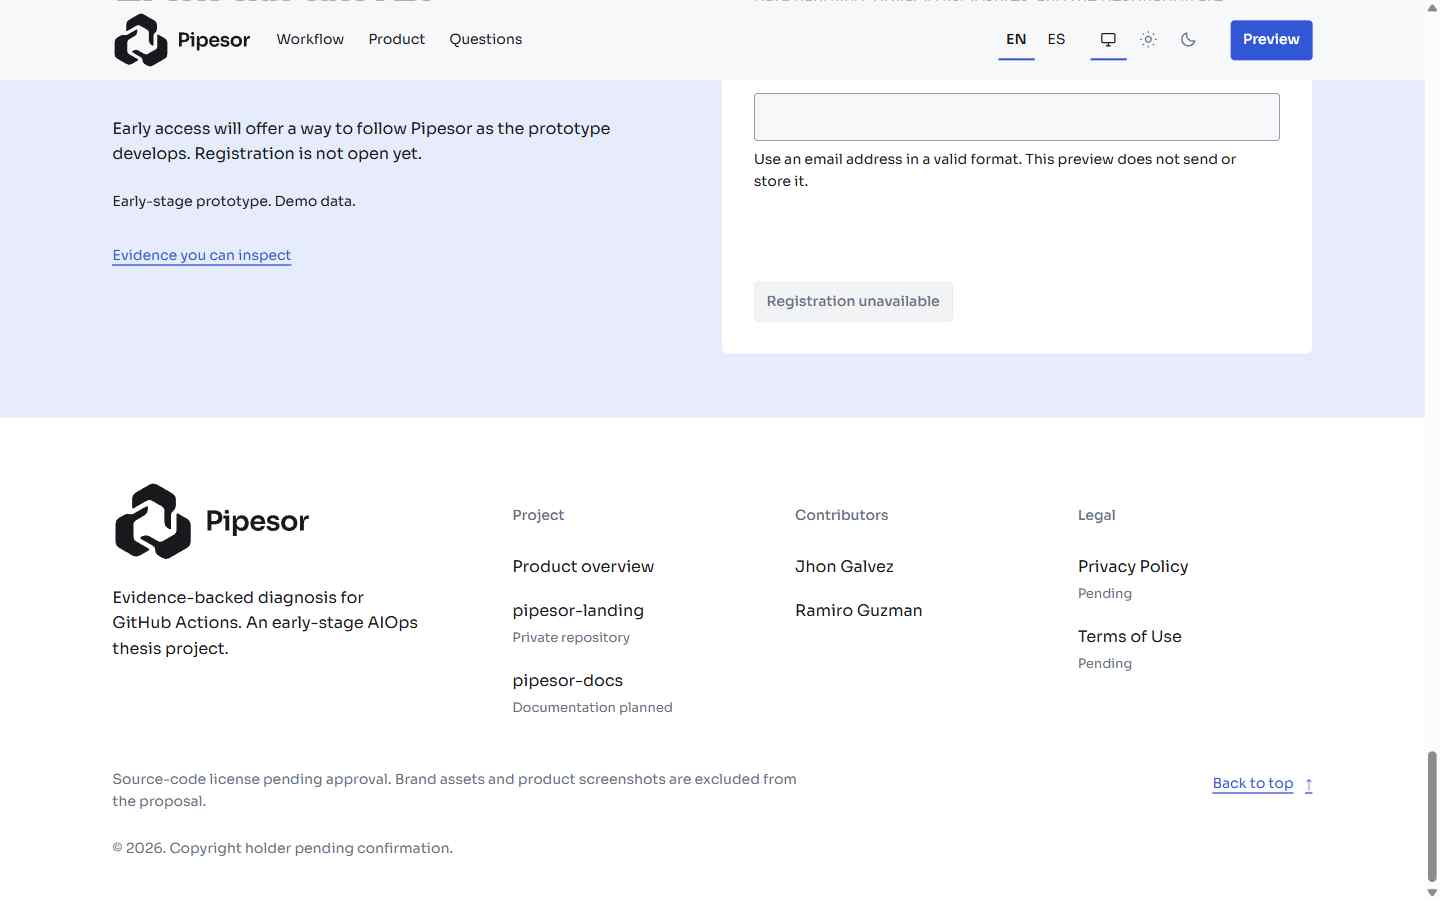 Pipesor
Workflow
Product
Questions
EN
ES
Preview
Early access will offer a way to follow Pipesor as the prototype
develops. Registration is not open yet.
Early-stage prototype. Demo data.
Evidence you can inspect
Use an email address in a valid format. This preview does not send or
store it.
Registration unavailable
Pipesor
Evidence-backed diagnosis for
GitHub Actions. An early-stage AIOps
thesis project.
Project
Product overview
pipesor-landing
Private repository
pipesor-docs
Documentation planned
Contributors
Jhon Galvez
Ramiro Guzman
Legal
Privacy Policy
Pending
Terms of Use
Pending
Source-code license pending approval. Brand assets and product screenshots are excluded from
the proposal.
Back to top ↑
© 2026. Copyright holder pending confirmation.